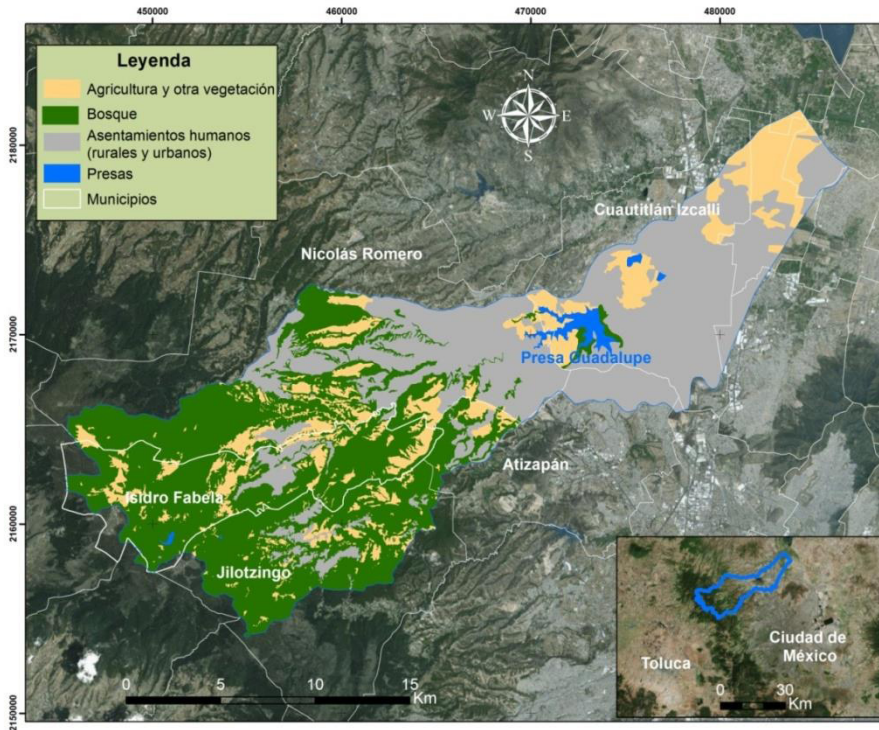 450000
460000
470000
480000
Leyenda
Agricultura y otra vegetación
Bosque
Asentamientos humanos
(rurales y urbanos)
Presas
Municipios
N
W
E
S
2180000
Cuautitlán Izcalli
Nicolás Romero
2170000
Presa Guadalupe
Atizapán
Isidro Fabela
2160000
Jilotzingo
Ciudad de
México
Toluca
0
5
10
15
Km
0
30
Km
2150000